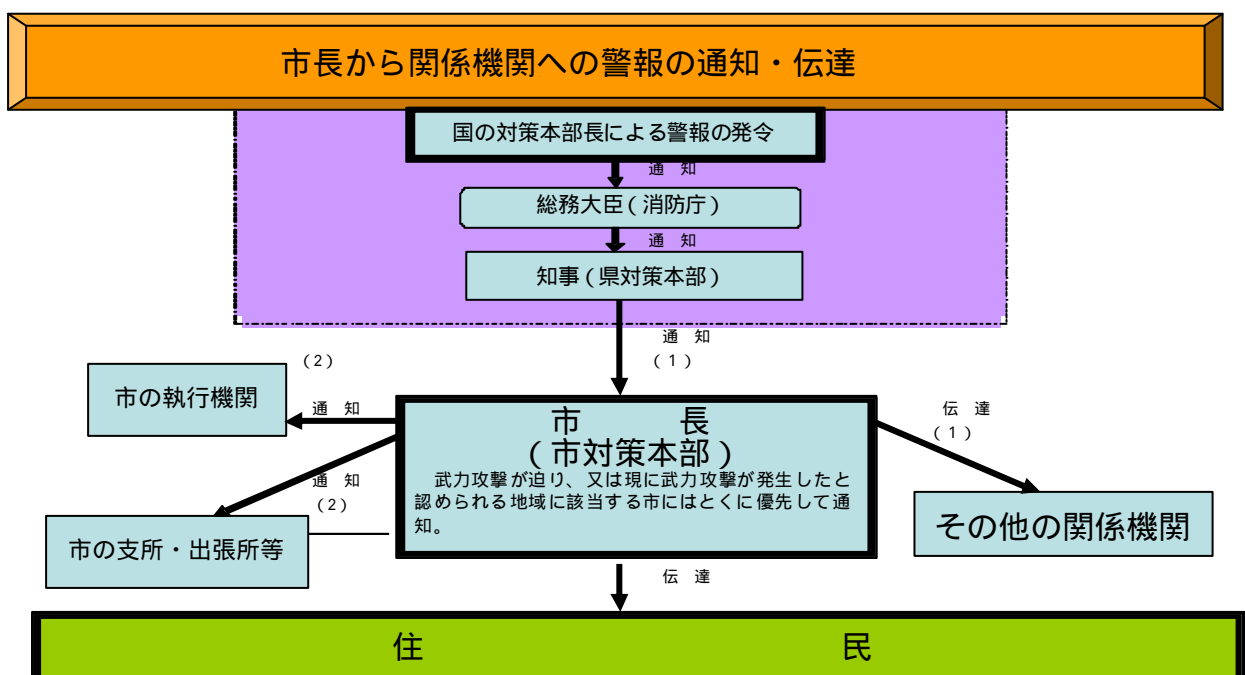 市長から関係機関への警報の通知・伝達
国の対策本部長による警報の発令
通 知
総務大臣(消防庁)
通 知
知事(県対策本部)
通 知
(1)
(2)
市の執行機関
通 知
市 長
(市対策本部)
武力攻撃が迫り、又は現に武力攻撃が発生したと
認められる地域に該当する市にはとくに優先して通
知。
伝 達
(1)
通 知
(2)
市の支所・出張所等
その他の関係機関
伝 達
住 民